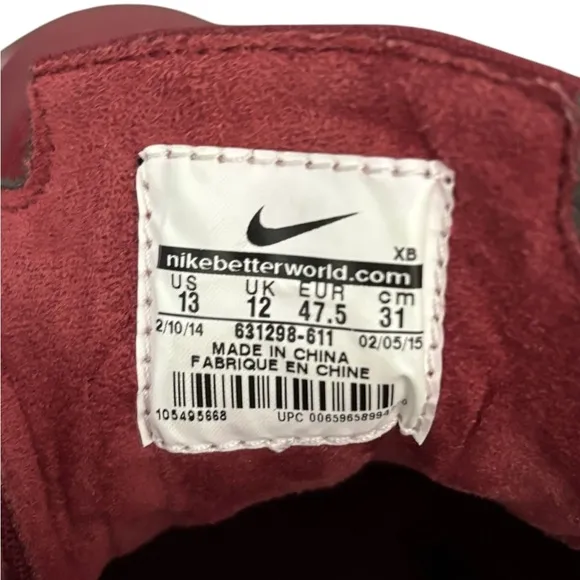 XB
nikebetterworld.com
US UK EUR cm
13 12 47.5 31
2/10/14 631298-611 02/05/15
MADE IN CHINA
FABRIQUE EN CHINE
105495668 UPC